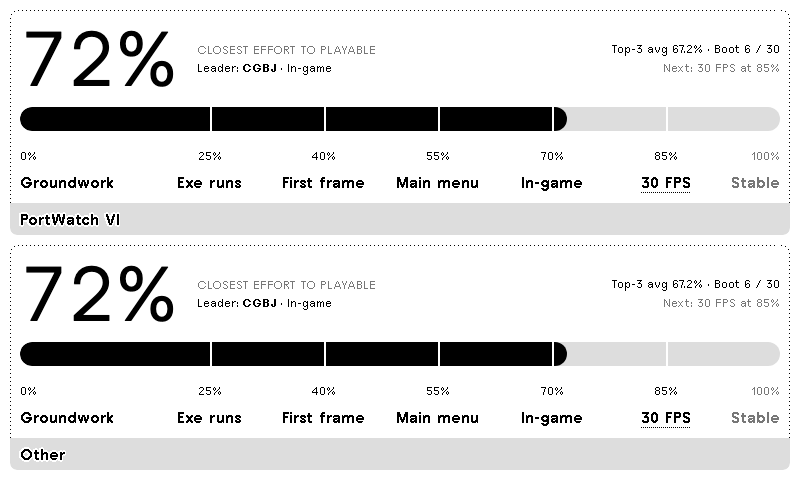 72%
CLOSEST EFFORT TO PLAYABLE
Leader: CGBJ · In-game
Top-3 avg 67.2% · Boot 6 / 30
Next: 30 FPS at 85%
0% 25% 40% 55% 70% 85% 100%
Groundwork Exe runs First frame Main menu In-game 30 FPS Stable
PortWatch VI
72%
CLOSEST EFFORT TO PLAYABLE
Leader: CGBJ · In-game
Top-3 avg 67.2% · Boot 6 / 30
Next: 30 FPS at 85%
0% 25% 40% 55% 70% 85% 100%
Groundwork Exe runs First frame Main menu In-game 30 FPS Stable
Other